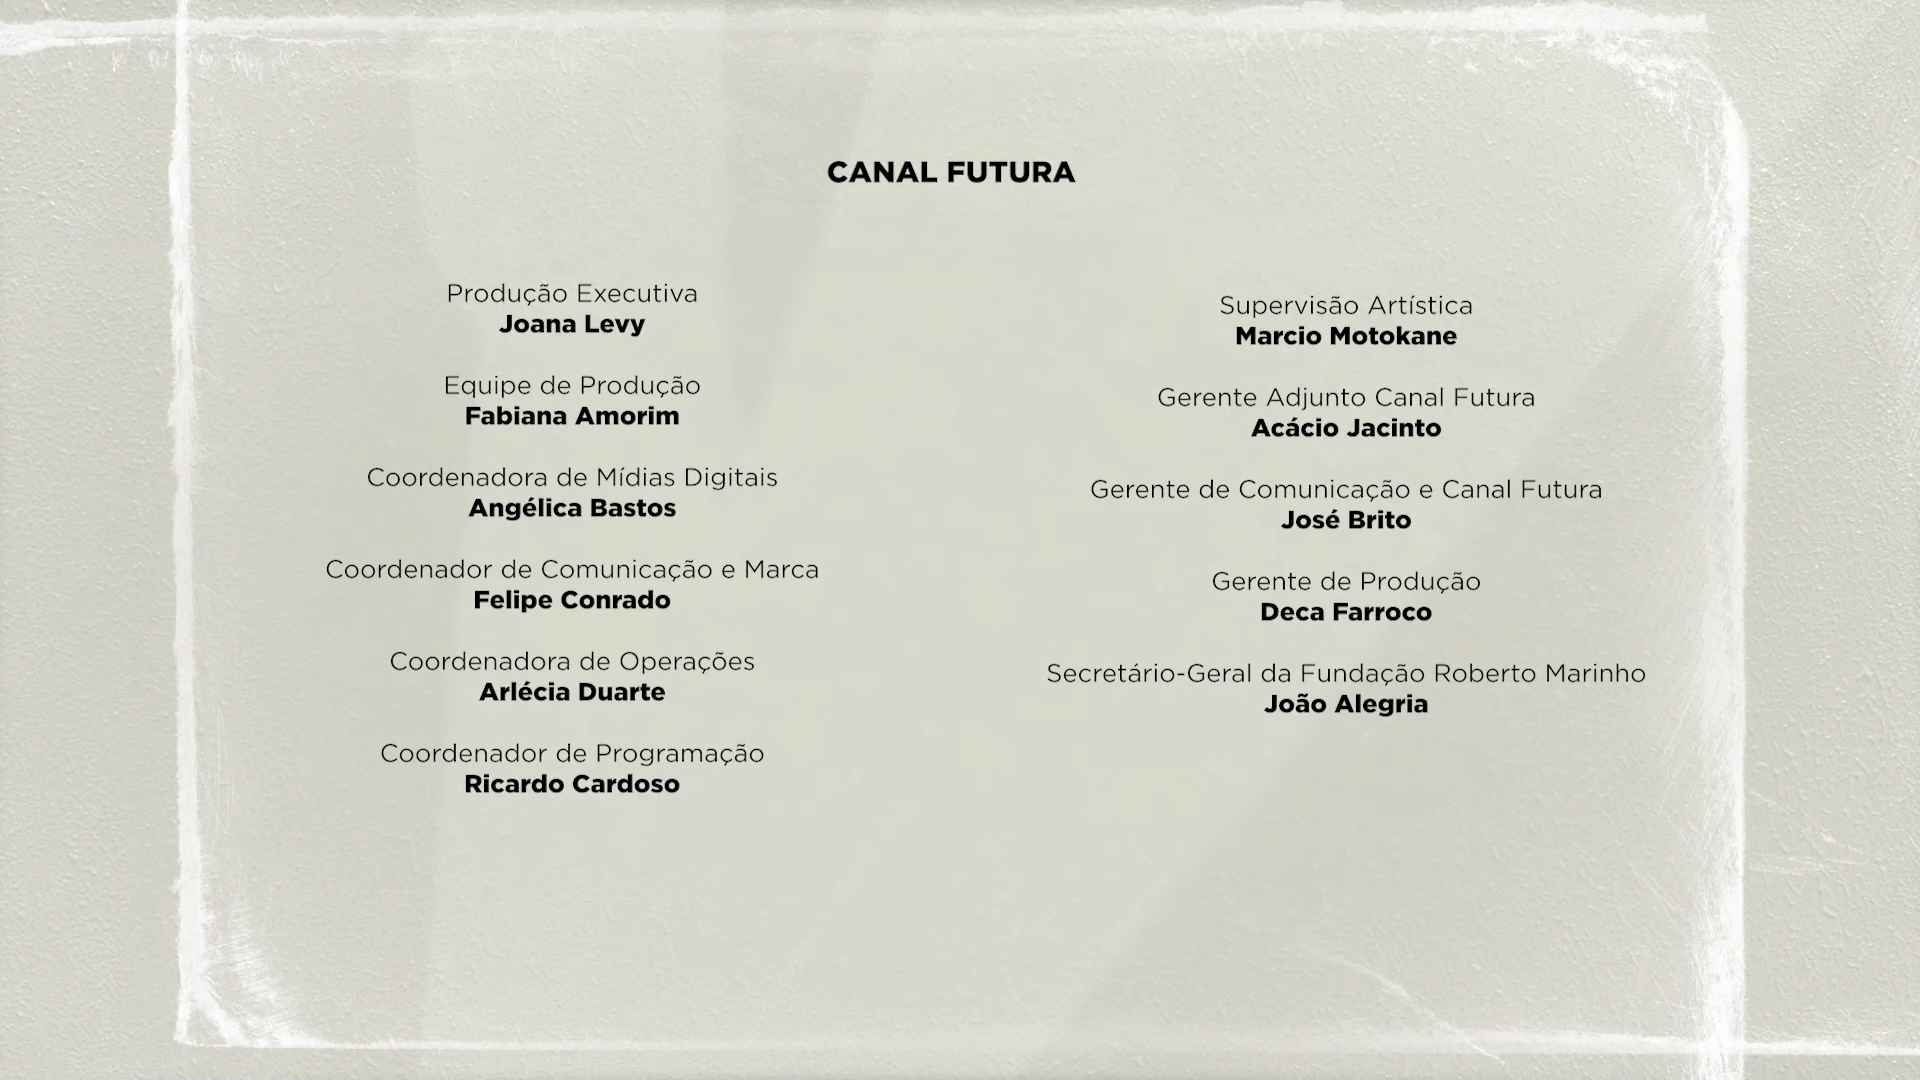 CANAL FUTURA
Produção Executiva
Joana Levy
Equipe de Produção
Fabiana Amorim
Coordenadora de Mídias Digitais
Angélica Bastos
Coordenador de Comunicação e Marca
Felipe Conrado
Coordenadora de Operações
Arlécia Duarte
Coordenador de Programação
Ricardo Cardoso
Supervisão Artística
Marcio Motokane
Gerente Adjunto Canal Futura
Acácio Jacinto
Gerente de Comunicação e Canal Futura
José Brito
Gerente de Produção
Deca Farroco
Secretário-Geral da Fundação Roberto Marinho
João Alegria